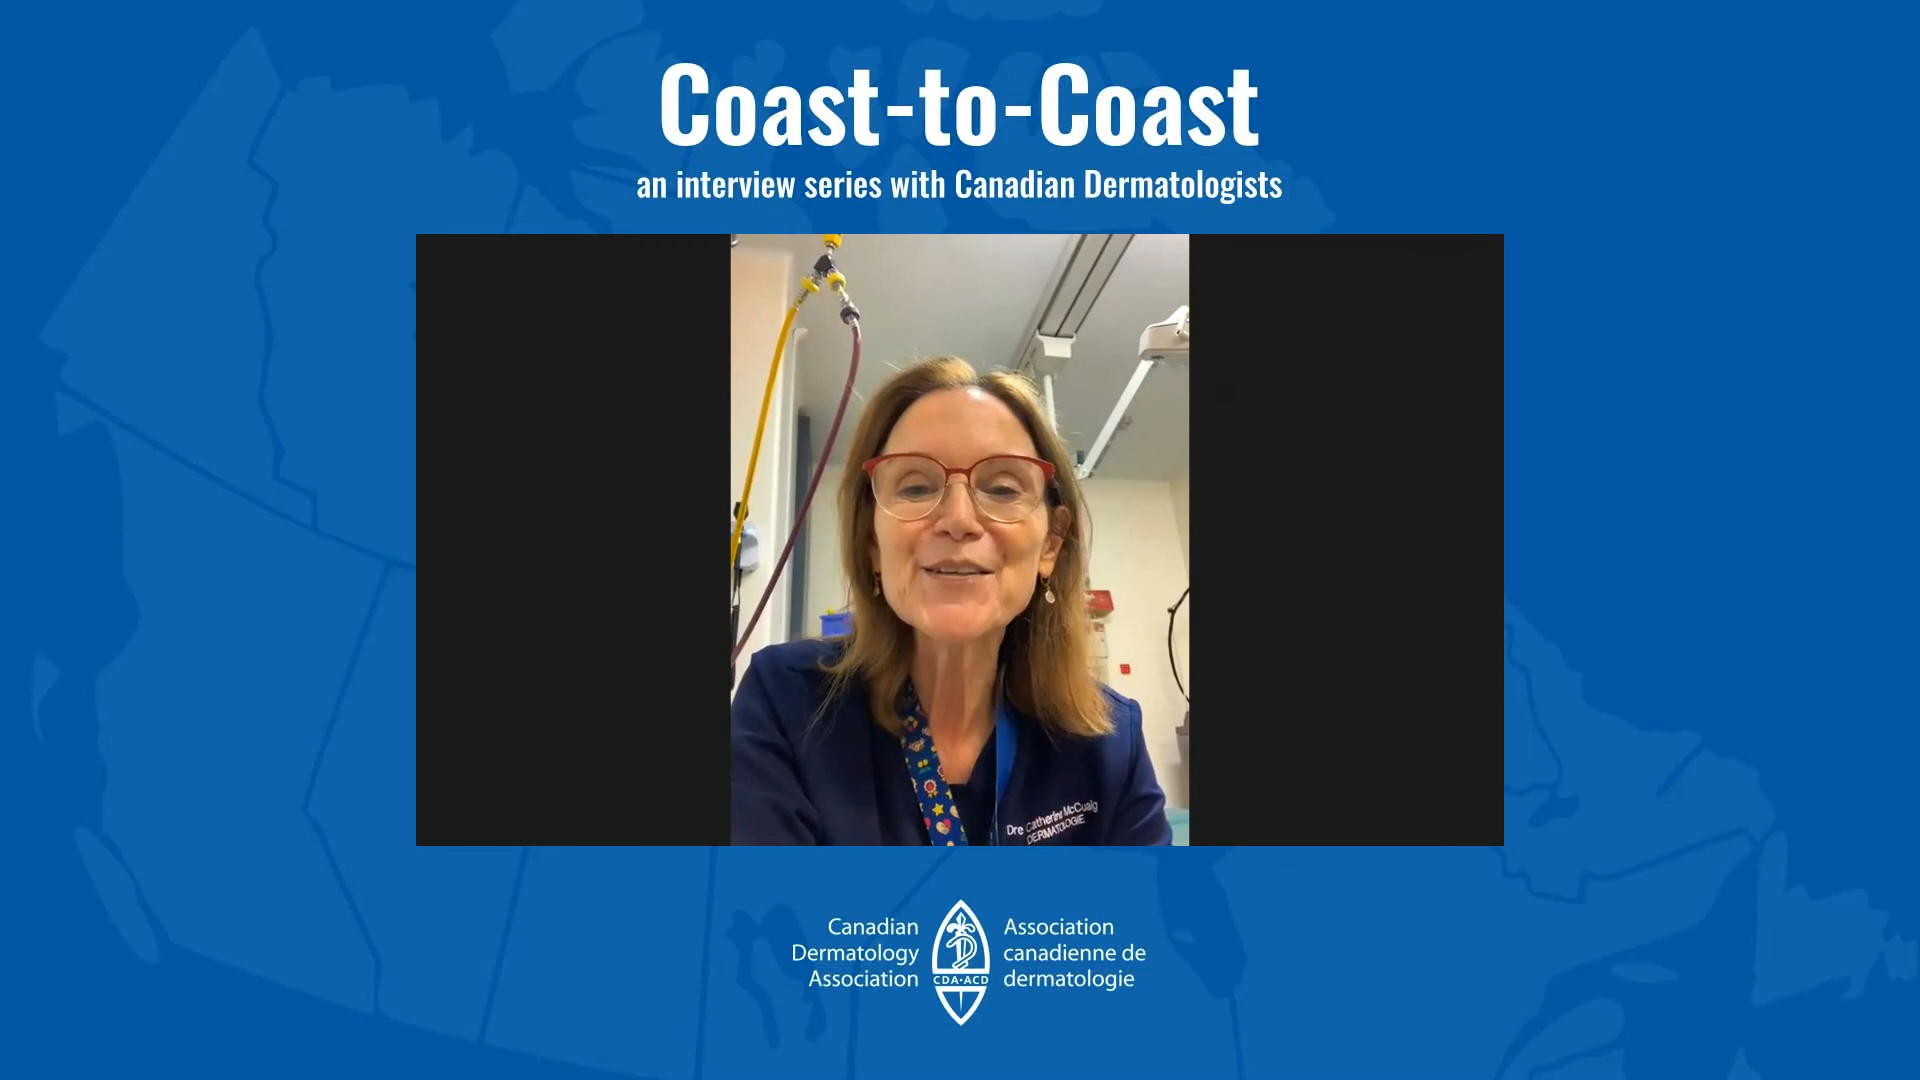 Coast-to-Coast
an interview series with Canadian Dermatologists
Dre Catherine McCuaig
DERMATOLOGIE
Canadian
Dermatology
Association
CDA•ACD
Association
canadienne de
dermatologie